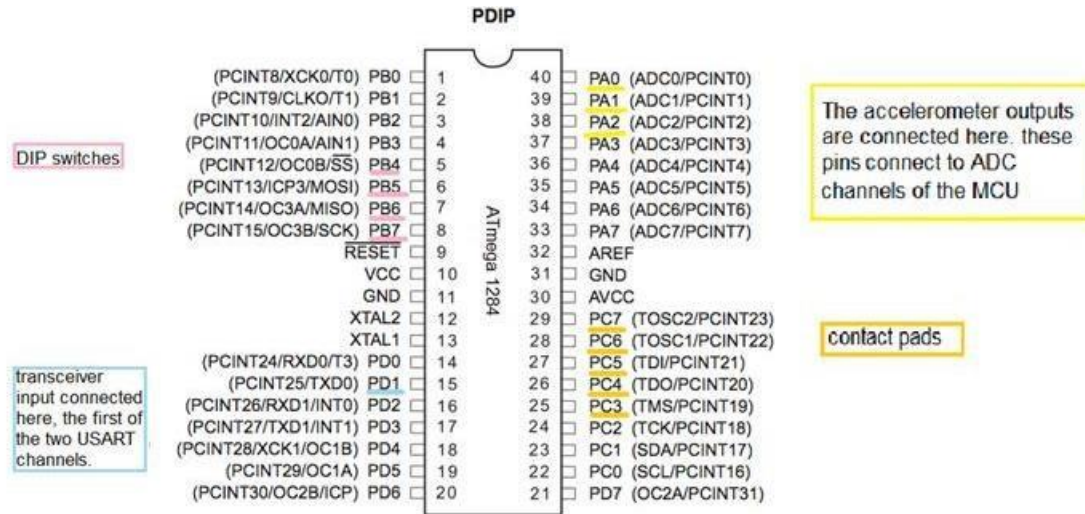 PDIP
(PCINT8/XCK0/T0) PB0 1
(PCINT9/CLKO/T1) PB1 2
(PCINT10/INT2/AIN0) PB2 3
(PCINT11/OC0A/AIN1) PB3 4
(PCINT12/OC0B/SS) PB4 5
(PCINT13/ICP3/MOSI) PB5 6
(PCINT14/OC3A/MISO) PB6 7
(PCINT15/OC3B/SCK) PB7 8
RESET 9
VCC 10
GND 11
XTAL2 12
XTAL1 13
(PCINT24/RXD0/T3) PD0 14
(PCINT25/TXD0) PD1 15
(PCINT26/RXD1/INT0) PD2 16
(PCINT27/TXD1/INT1) PD3 17
(PCINT28/XCK1/OC1B) PD4 18
(PCINT29/OC1A) PD5 19
(PCINT30/OC2B/ICP) PD6 20
ATmega 1284
40 PA0 (ADC0/PCINT0)
39 PA1 (ADC1/PCINT1)
38 PA2 (ADC2/PCINT2)
37 PA3 (ADC3/PCINT3)
36 PA4 (ADC4/PCINT4)
35 PA5 (ADC5/PCINT5)
34 PA6 (ADC6/PCINT6)
33 PA7 (ADC7/PCINT7)
32 AREF
31 GND
30 AVCC
29 PC7 (TOSC2/PCINT23)
28 PC6 (TOSC1/PCINT22)
27 PC5 (TDI/PCINT21)
26 PC4 (TDO/PCINT20)
25 PC3 (TMS/PCINT19)
24 PC2 (TCK/PCINT18)
23 PC1 (SDA/PCINT17)
22 PC0 (SCL/PCINT16)
21 PD7 (OC2A/PCINT31)
DIP switches
transceiver
input connected
here, the first of
the two USART
channels.
The accelerometer outputs
are connected here. these
pins connect to ADC
channels of the MCU
contact pads